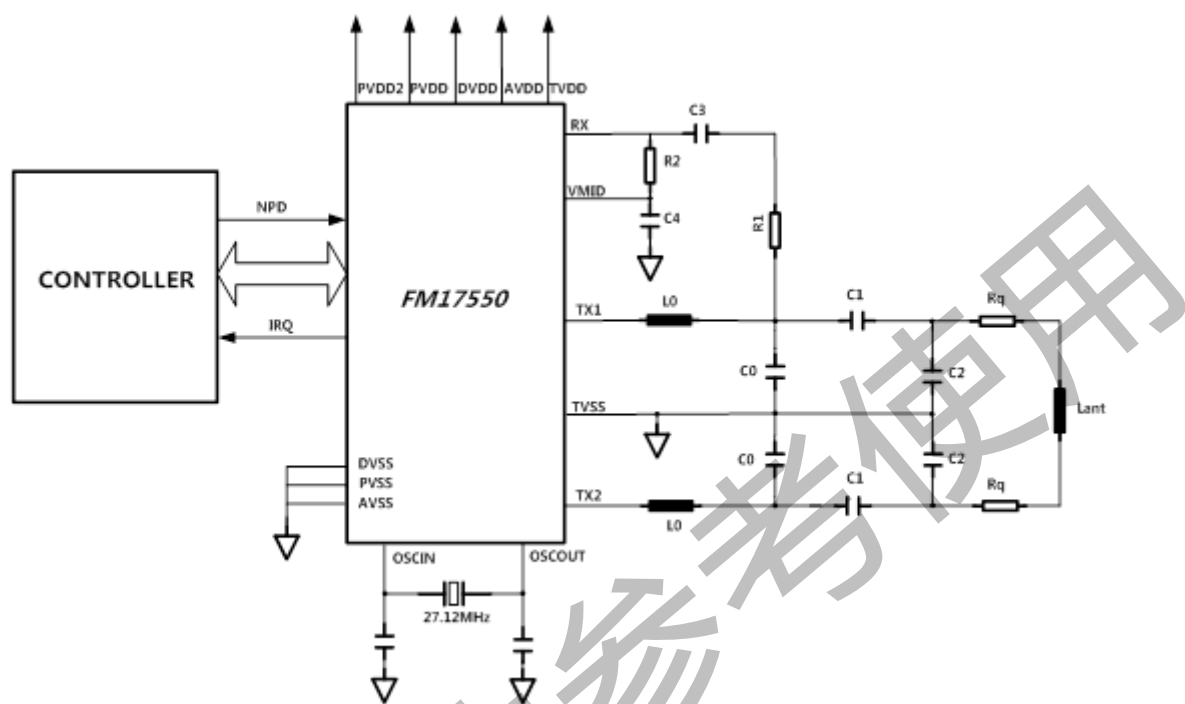 PVDD2 PVDD DVDD AVDD TVDD
RX
C3
R2
VMID
C4
R1
NPD
CONTROLLER
IRQ
FM17550
TX1
L0
C1
Rq
C0
C2
TVSS
Lant
C0
C2
TX2
L0
C1
Rq
DVSS
PVSS
AVSS
OSCIN
OSCOUT
27.12MHz
参考使用